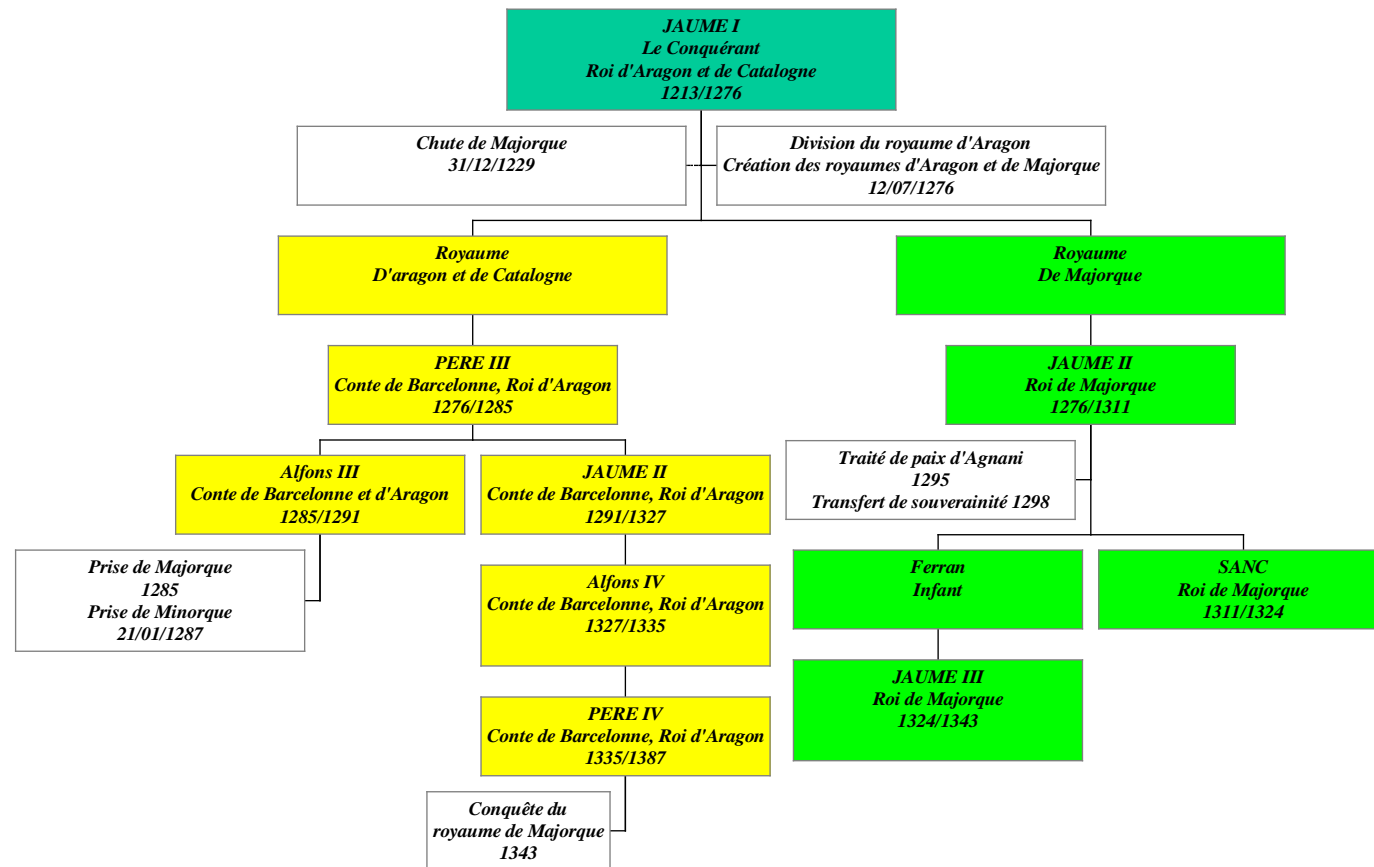 JAUME I
Le Conquérant
Roi d'Aragon et de Catalogne
1213/1276
Chute de Majorque
31/12/1229
Division du royaume d'Aragon
Création des royaumes d'Aragon et de Majorque
12/07/1276
Royaume
D'aragon et de Catalogne
Royaume
De Majorque
PERE III
Conte de Barcelonne, Roi d'Aragon
1276/1285
JAUME II
Roi de Majorque
1276/1311
Alfons III
Conte de Barcelonne et d'Aragon
1285/1291
JAUME II
Conte de Barcelonne, Roi d'Aragon
1291/1327
Traité de paix d'Agnani
1295
Transfert de souverainité 1298
Prise de Majorque
1285
Prise de Minorque
21/01/1287
Alfons IV
Conte de Barcelonne, Roi d'Aragon
1327/1335
Ferran
Infant
SANC
Roi de Majorque
1311/1324
PERE IV
Conte de Barcelonne, Roi d'Aragon
1335/1387
JAUME III
Roi de Majorque
1324/1343
Conquête du
royaume de Majorque
1343